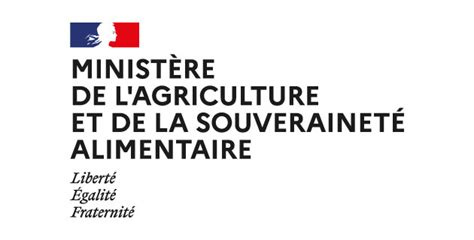 MINISTÈRE
DE L'AGRICULTURE
ET DE LA SOUVERAINETÉ
ALIMENTAIRE
Liberté
Égalité
Fraternité